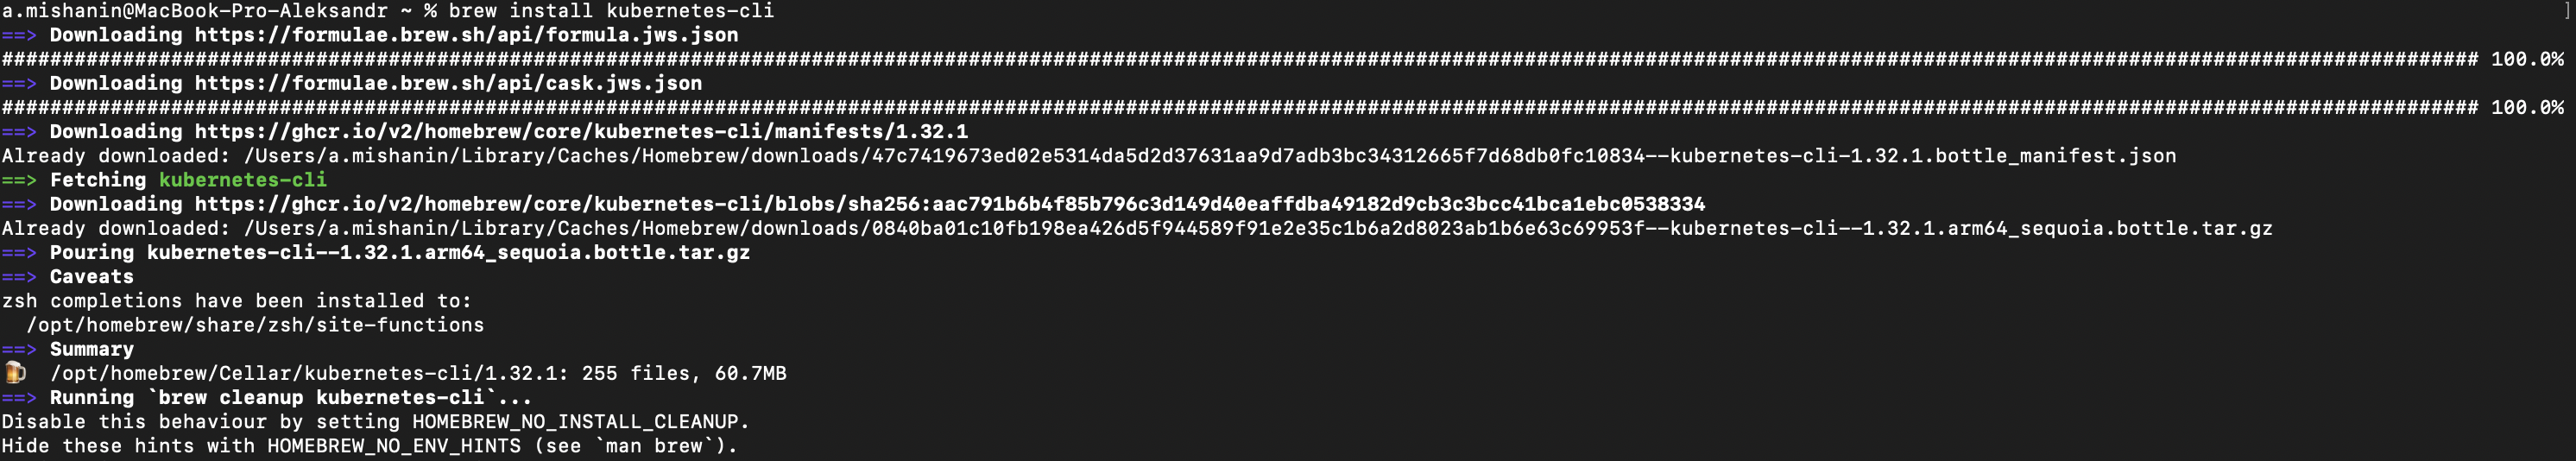 a.mishanin@MacBook-Pro-Aleksandr ~ % brew install kubernetes-cli ]
==> Downloading https://formulae.brew.sh/api/formula.jws.json
############################################################################################################################################################################################################# 100.0%
==> Downloading https://formulae.brew.sh/api/cask.jws.json
############################################################################################################################################################################################################# 100.0%
==> Downloading https://ghcr.io/v2/homebrew/core/kubernetes-cli/manifests/1.32.1
Already downloaded: /Users/a.mishanin/Library/Caches/Homebrew/downloads/47c7419673ed02e5314da5d2d37631aa9d7adb3bc34312665f7d68db0fc10834--kubernetes-cli-1.32.1.bottle_manifest.json
==> Fetching kubernetes-cli
==> Downloading https://ghcr.io/v2/homebrew/core/kubernetes-cli/blobs/sha256:aac791b6b4f85b796c3d149d40eaffdba49182d9cb3c3bcc41bca1ebc0538334
Already downloaded: /Users/a.mishanin/Library/Caches/Homebrew/downloads/0840ba01c10fb198ea426d5f944589f91e2e35c1b6a2d8023ab1b6e63c69953f--kubernetes-cli--1.32.1.arm64_sequoia.bottle.tar.gz
==> Pouring kubernetes-cli--1.32.1.arm64_sequoia.bottle.tar.gz
==> Caveats
zsh completions have been installed to:
  /opt/homebrew/share/zsh/site-functions
==> Summary
🍺  /opt/homebrew/Cellar/kubernetes-cli/1.32.1: 255 files, 60.7MB
==> Running `brew cleanup kubernetes-cli`...
Disable this behaviour by setting HOMEBREW_NO_INSTALL_CLEANUP.
Hide these hints with HOMEBREW_NO_ENV_HINTS (see `man brew`).